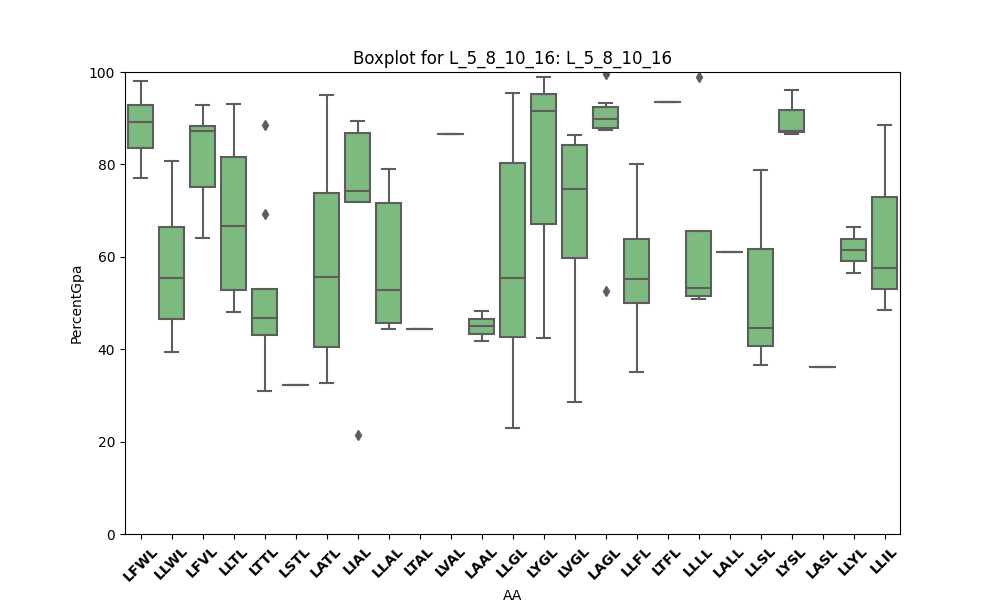 Boxplot for L_5_8_10_16: L_5_8_10_16
100
80
60
40
20
0
PercentGpa
LFWL LLWL LFVL LLTL LTTL LSTL LATL LIAL LLAL LTAL LVAL LAAL LLGL LYGL LVGL LAGL LLFL LTFL LLLL LALL LLSL LYSL LASL LLYL LLIL
AA